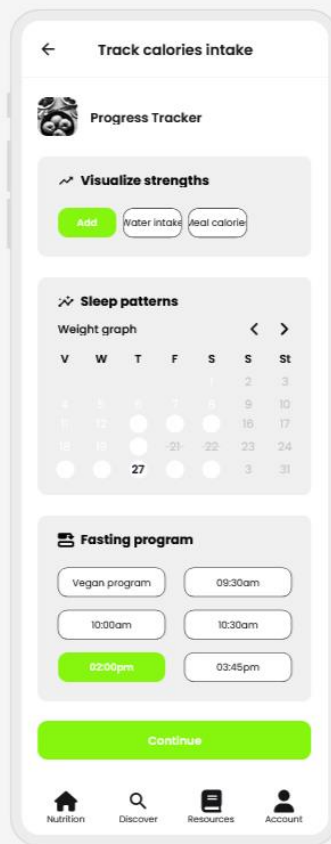 Track calories intake
Progress Tracker
Visualize strengths
Add Water intake Meal calorie
Sleep patterns
Weight graph
V W T F S S St
1 2 3
4 5 6 7 8 9 10
11 12 16 17
18 19 21 22 23 24
27 3 31
Fasting program
Vegan program 09:30am
10:00am 10:30am
02:00pm 03:45pm
Continue
Nutrition Discover Resources Account